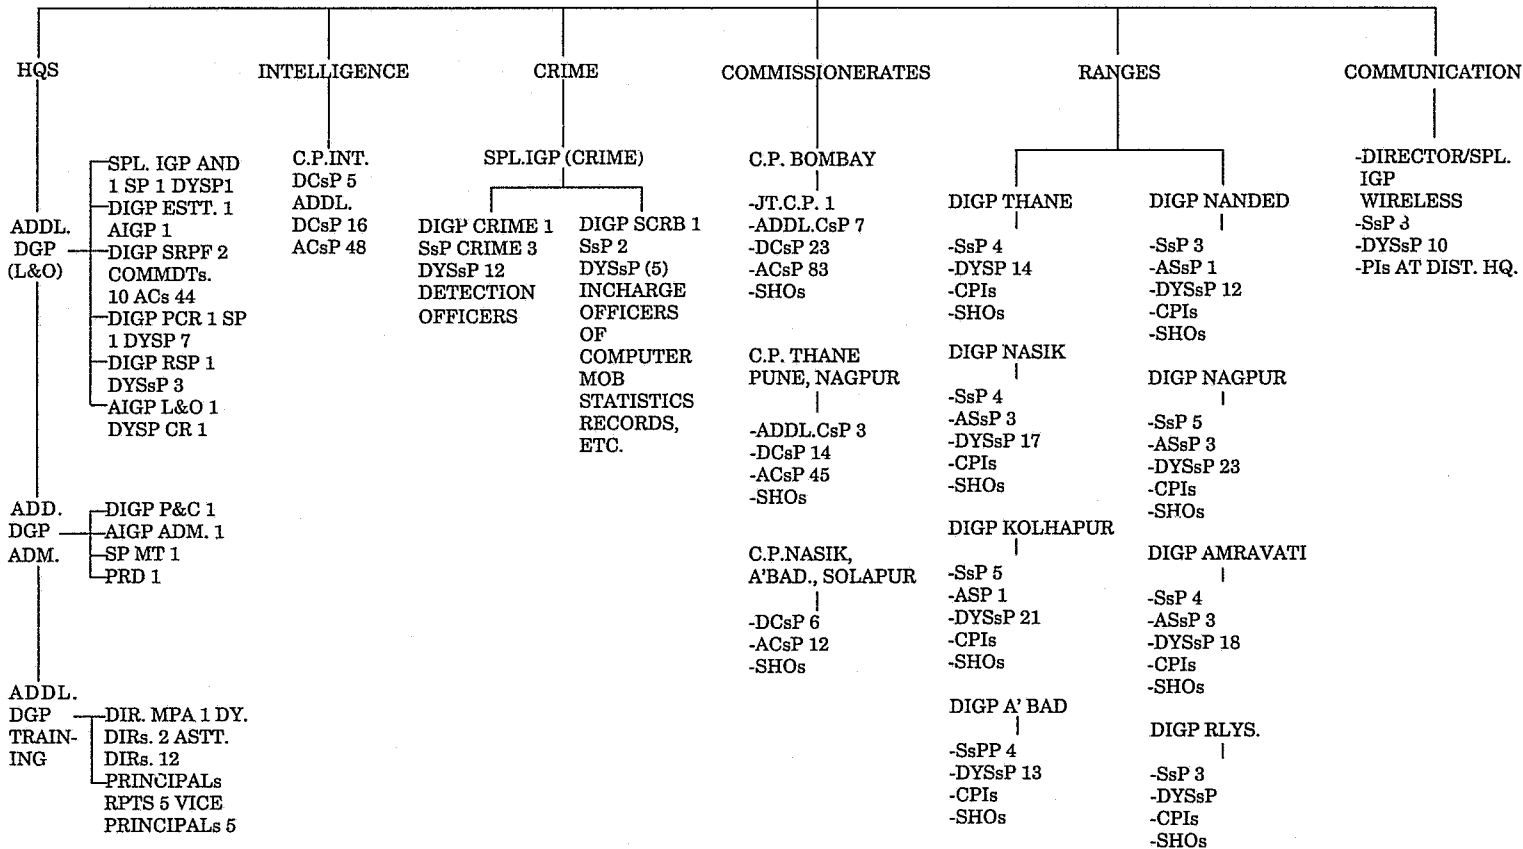 HQS
INTELLIGENCE
CRIME
COMMISSIONERATES
RANGES
COMMUNICATION
ADDL.
DGP
(L&O)
SPL. IGP AND
1 SP 1 DYSP1
DIGP ESTT. 1
AIGP 1
DIGP SRPF 2
COMMDTs.
10 ACs 44
DIGP PCR 1 SP
1 DYSP 7
DIGP RSP 1
DYSsP 3
AIGP L&O 1
DYSP CR 1
ADD.
DGP
ADM.
DIGP P&C 1
AIGP ADM. 1
SP MT 1
PRD 1
ADDL.
DGP
TRAIN-
ING
DIR. MPA 1 DY.
DIRs. 2 ASTT.
DIRs. 12
PRINCIPALs
RPTS 5 VICE
PRINCIPALs 5
C.P.INT.
DCsP 5
ADDL.
DCsP 16
ACsP 48
SPL.IGP (CRIME)
DIGP CRIME 1
SsP CRIME 3
DYSsP 12
DETECTION
OFFICERS
DIGP SCRB 1
SsP 2
DYSsP (5)
INCHARGE
OFFICERS
OF
COMPUTER
MOB
STATISTICS
RECORDS,
ETC.
C.P. BOMBAY
-JT.C.P. 1
-ADDL.CsP 7
-DCsP 23
-ACsP 83
-SHOs
C.P. THANE
PUNE, NAGPUR
-ADDL.CsP 3
-DCsP 14
-ACsP 45
-SHOs
C.P.NASIK,
A'BAD., SOLAPUR
-DCsP 6
-ACsP 12
-SHOs
DIGP THANE
-SsP 4
-DYSP 14
-CPIs
-SHOs
DIGP NASIK
-SsP 4
-ASsP 3
-DYSsP 17
-CPIs
-SHOs
DIGP KOLHAPUR
-SsP 5
-ASP 1
-DYSsP 21
-CPIs
-SHOs
DIGP A' BAD
-SsPP 4
-DYSsP 13
-CPIs
-SHOs
DIGP NANDED
-SsP 3
-ASsP 1
-DYSsP 12
-CPIs
-SHOs
DIGP NAGPUR
-SsP 5
-ASsP 3
-DYSsP 23
-CPIs
-SHOs
DIGP AMRAVATI
-SsP 4
-ASsP 3
-DYSsP 18
-CPIs
-SHOs
DIGP RLYS.
-SsP 3
-DYSsP
-CPIs
-SHOs
-DIRECTOR/SPL.
IGP
WIRELESS
-SsP 3
-DYSsP 10
-PIs AT DIST. HQ.